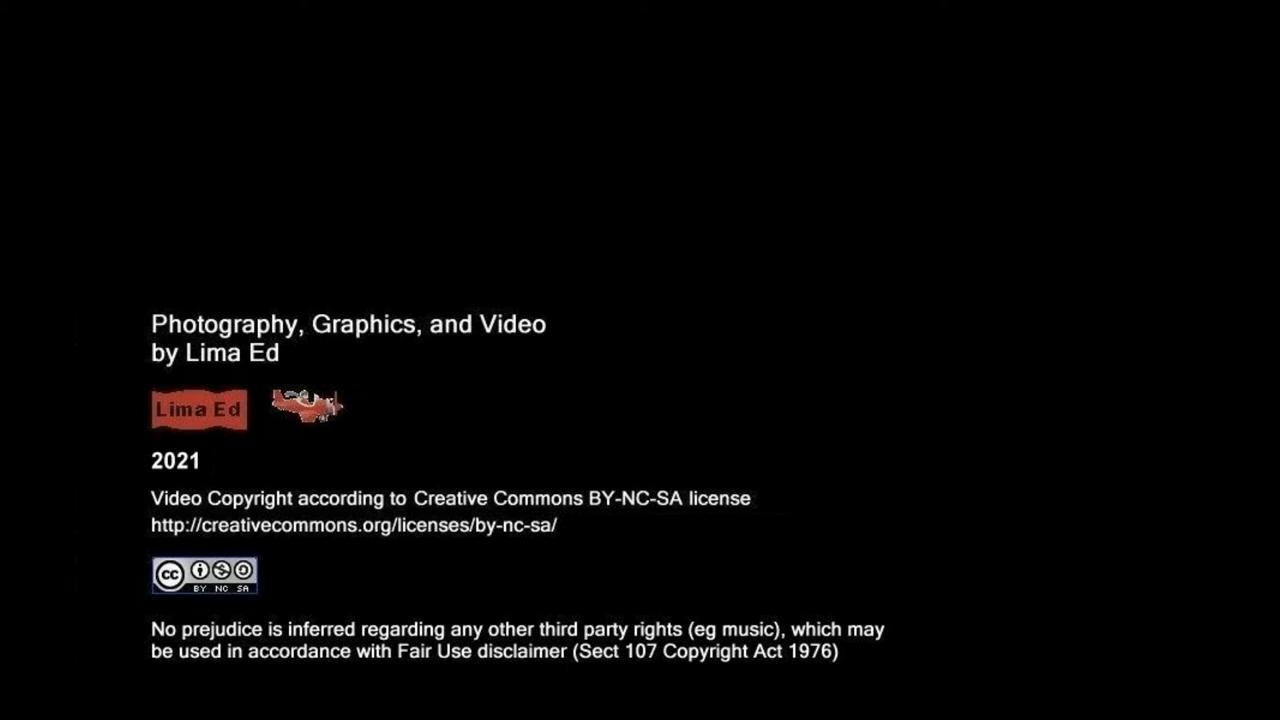 Photography, Graphics, and Video
by Lima Ed
Lima Ed
2021
Video Copyright according to Creative Commons BY-NC-SA license
http://creativecommons.org/licenses/by-nc-sa/
cc BY NC SA
No prejudice is inferred regarding any other third party rights (eg music), which may
be used in accordance with Fair Use disclaimer (Sect 107 Copyright Act 1976)